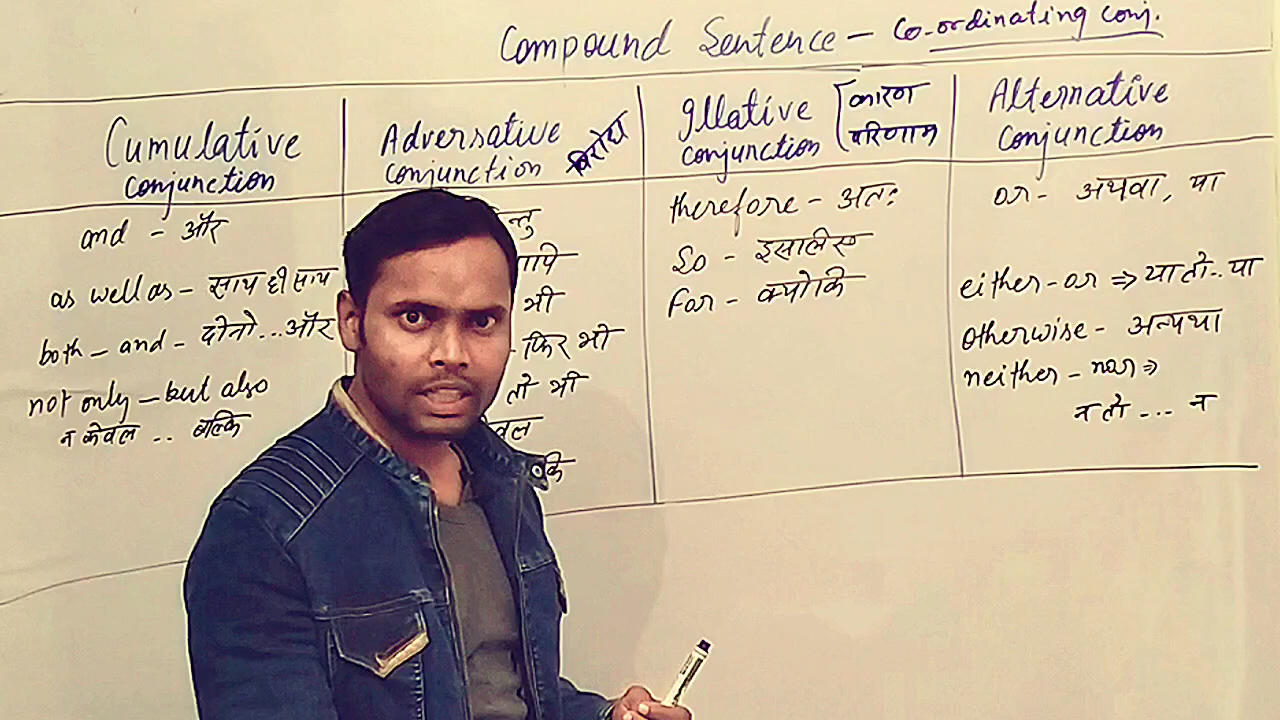 Compound Sentence - Co-ordinating conj.
Cumulative
conjunction
and - और
as well as - साथ ही साथ
both - and - दोनो...और
not only - but also
न केवल .. बल्कि
Adversative
conjunction विरोध
फिर भी
तो भी
Illative
conjunction
कारण
परिणाम
therefore - अतः
So - इसलिए
For - क्योकि
Alternative
conjunction
or - अथवा, या
either - or ⇒ या तो..या
otherwise - अन्यथा
neither - nor ⇒
न तो ... न